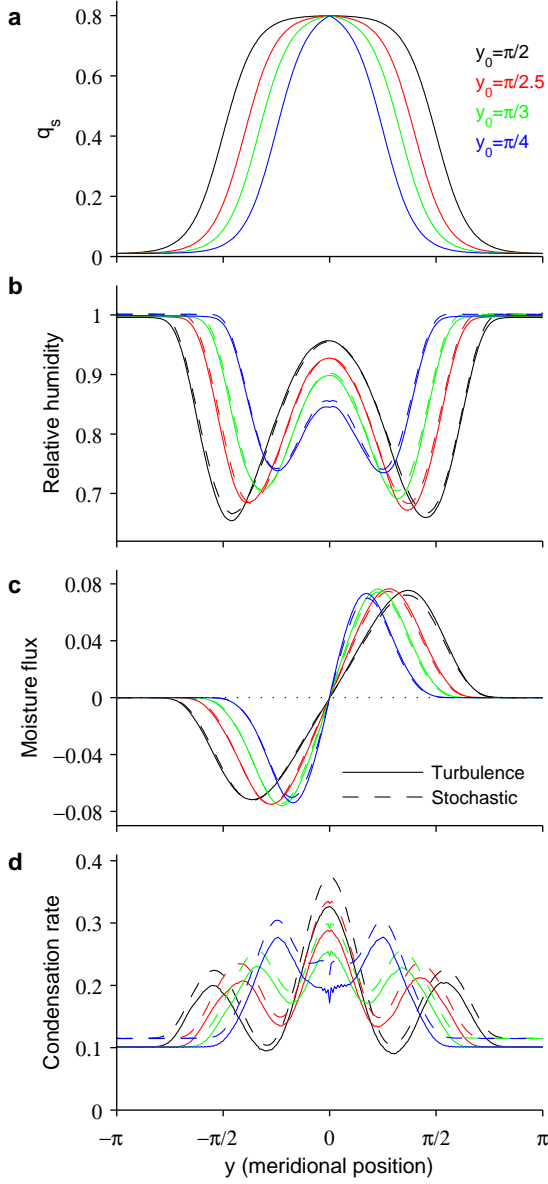 a
0.8
0.6
0.4
0.2
0
q_s
y_0=π/2
y_0=π/2.5
y_0=π/3
y_0=π/4
b
1
0.9
0.8
0.7
Relative humidity
c
0.08
0.04
0
−0.04
−0.08
Moisture flux
Turbulence
Stochastic
d
0.4
0.3
0.2
0.1
0
Condensation rate
−π −π/2 0 π/2 π
y (meridional position)